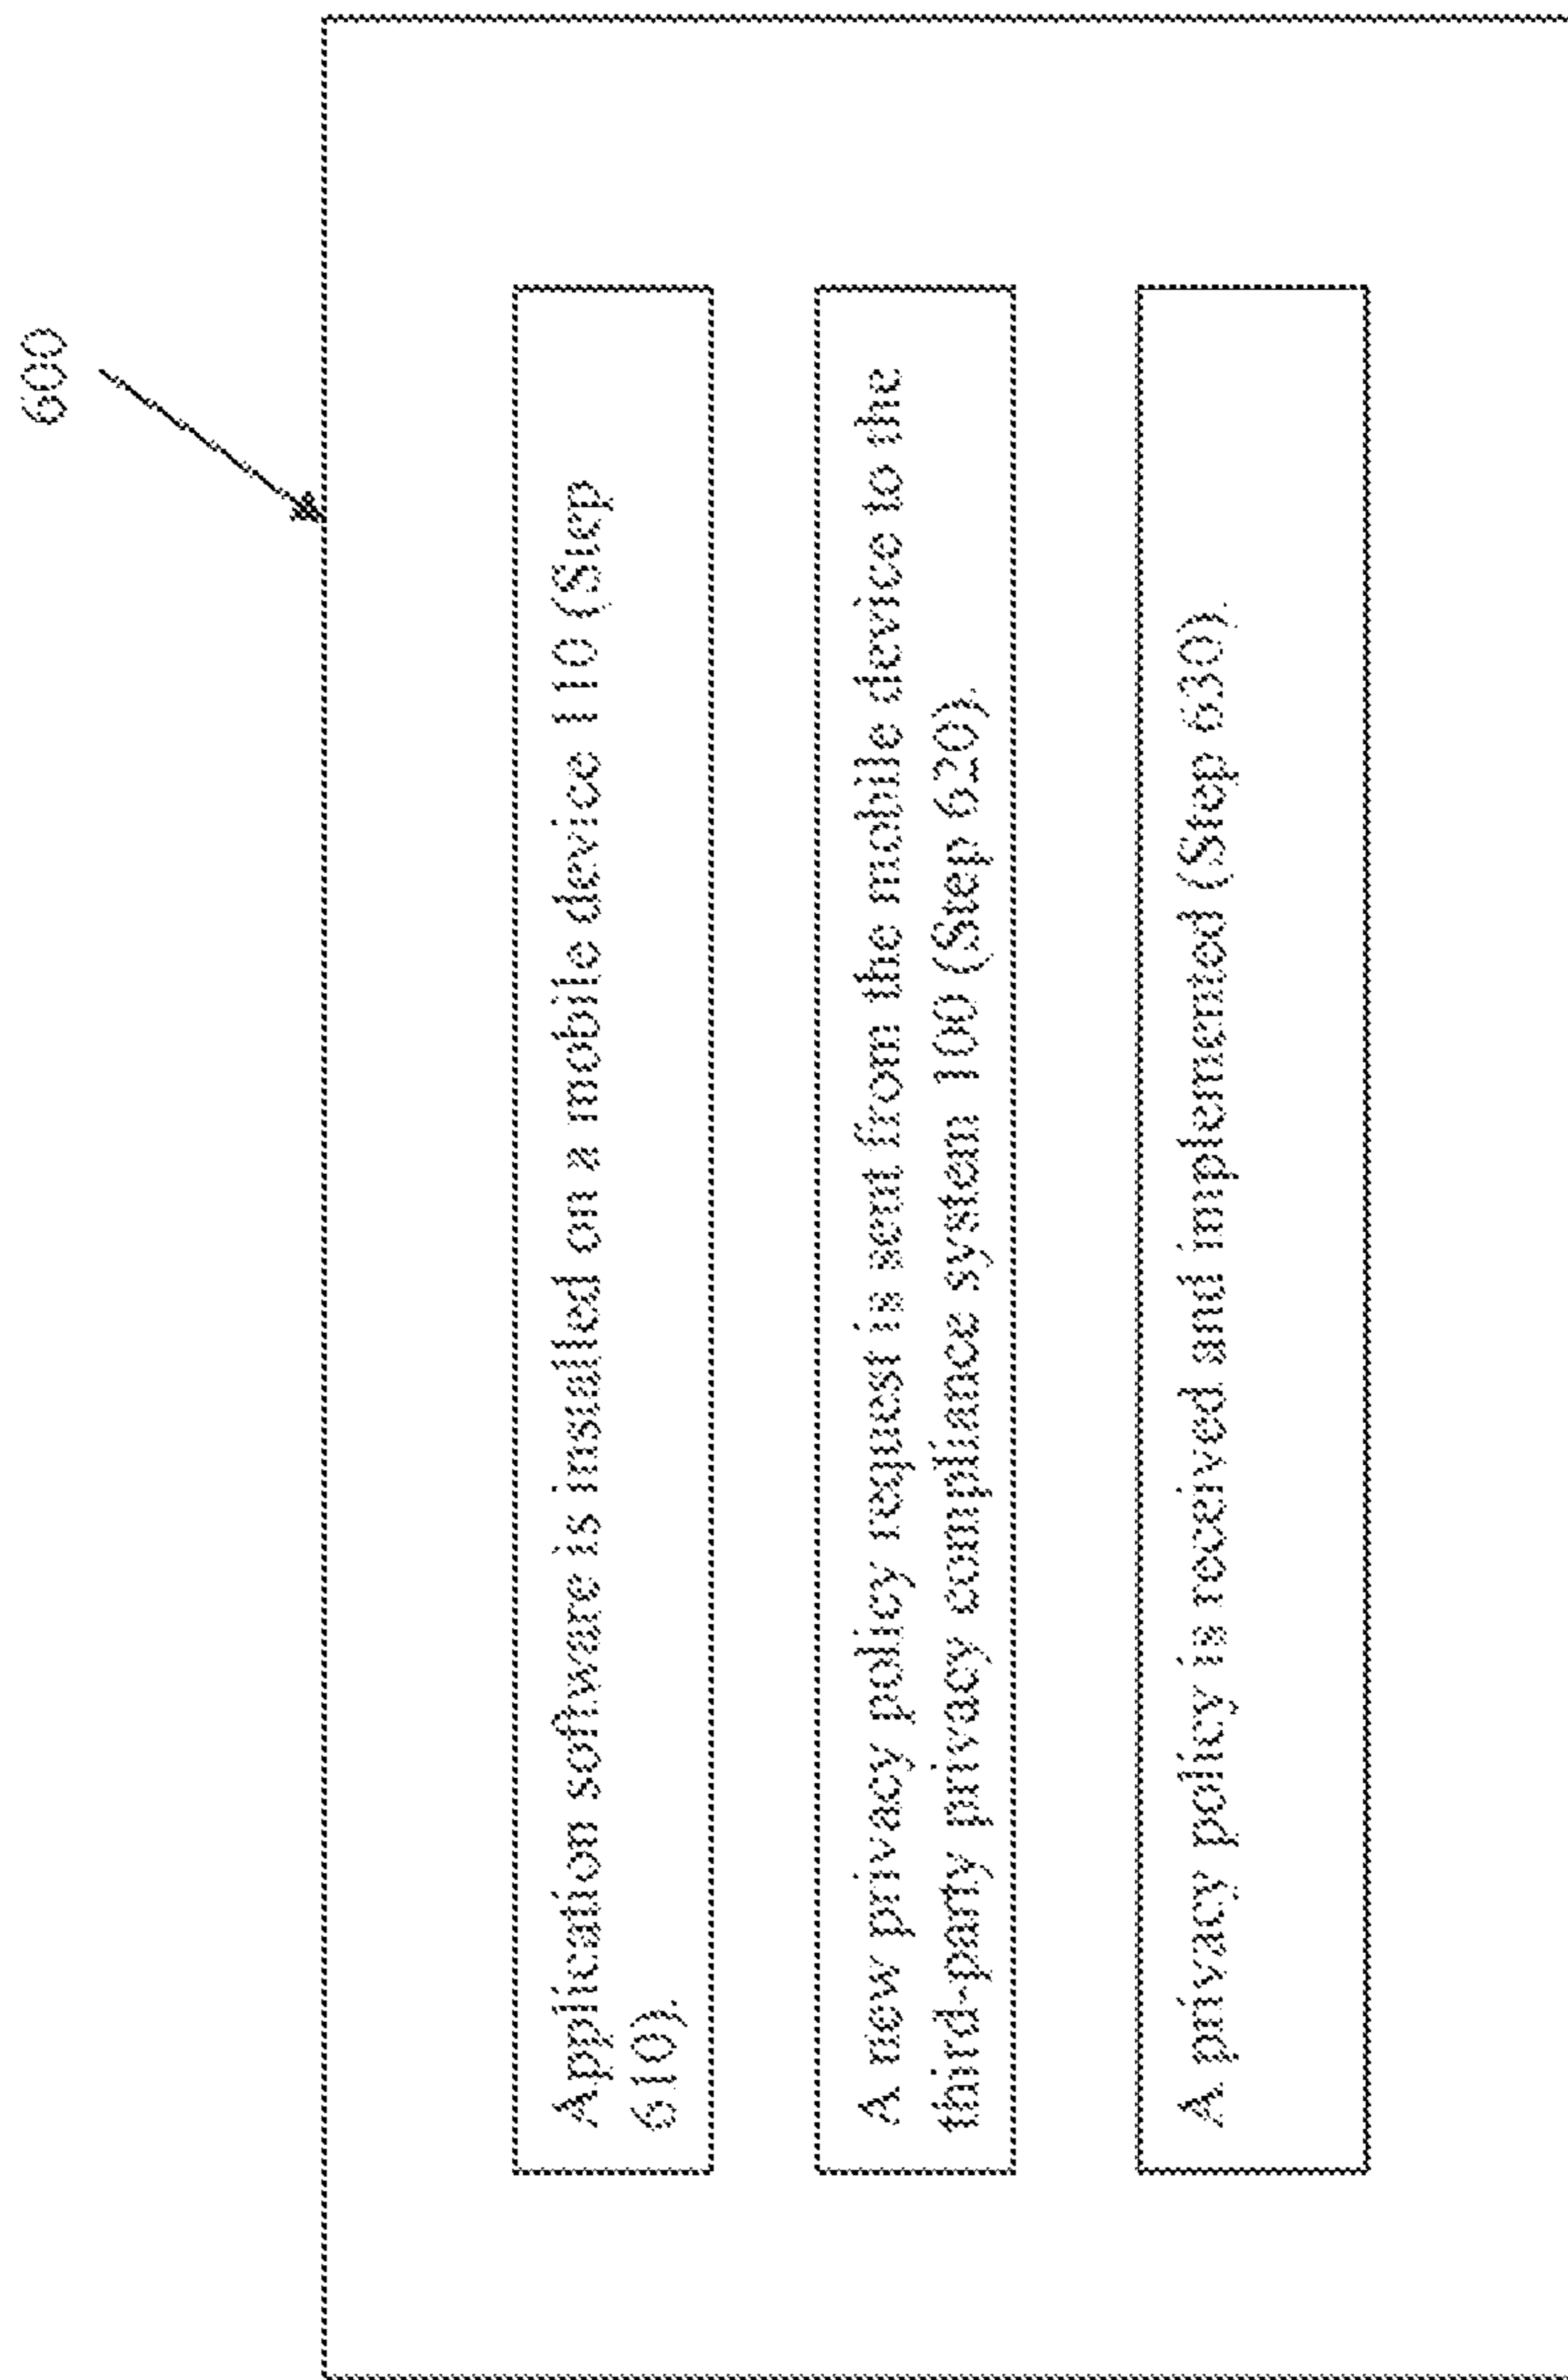 600
Application software is installed on a mobile device 110 (Step
610).
A new privacy policy request is sent from the mobile device to the
third-party privacy compliance system 100 (Step 620).
A privacy policy is received and implemented (Step 630).